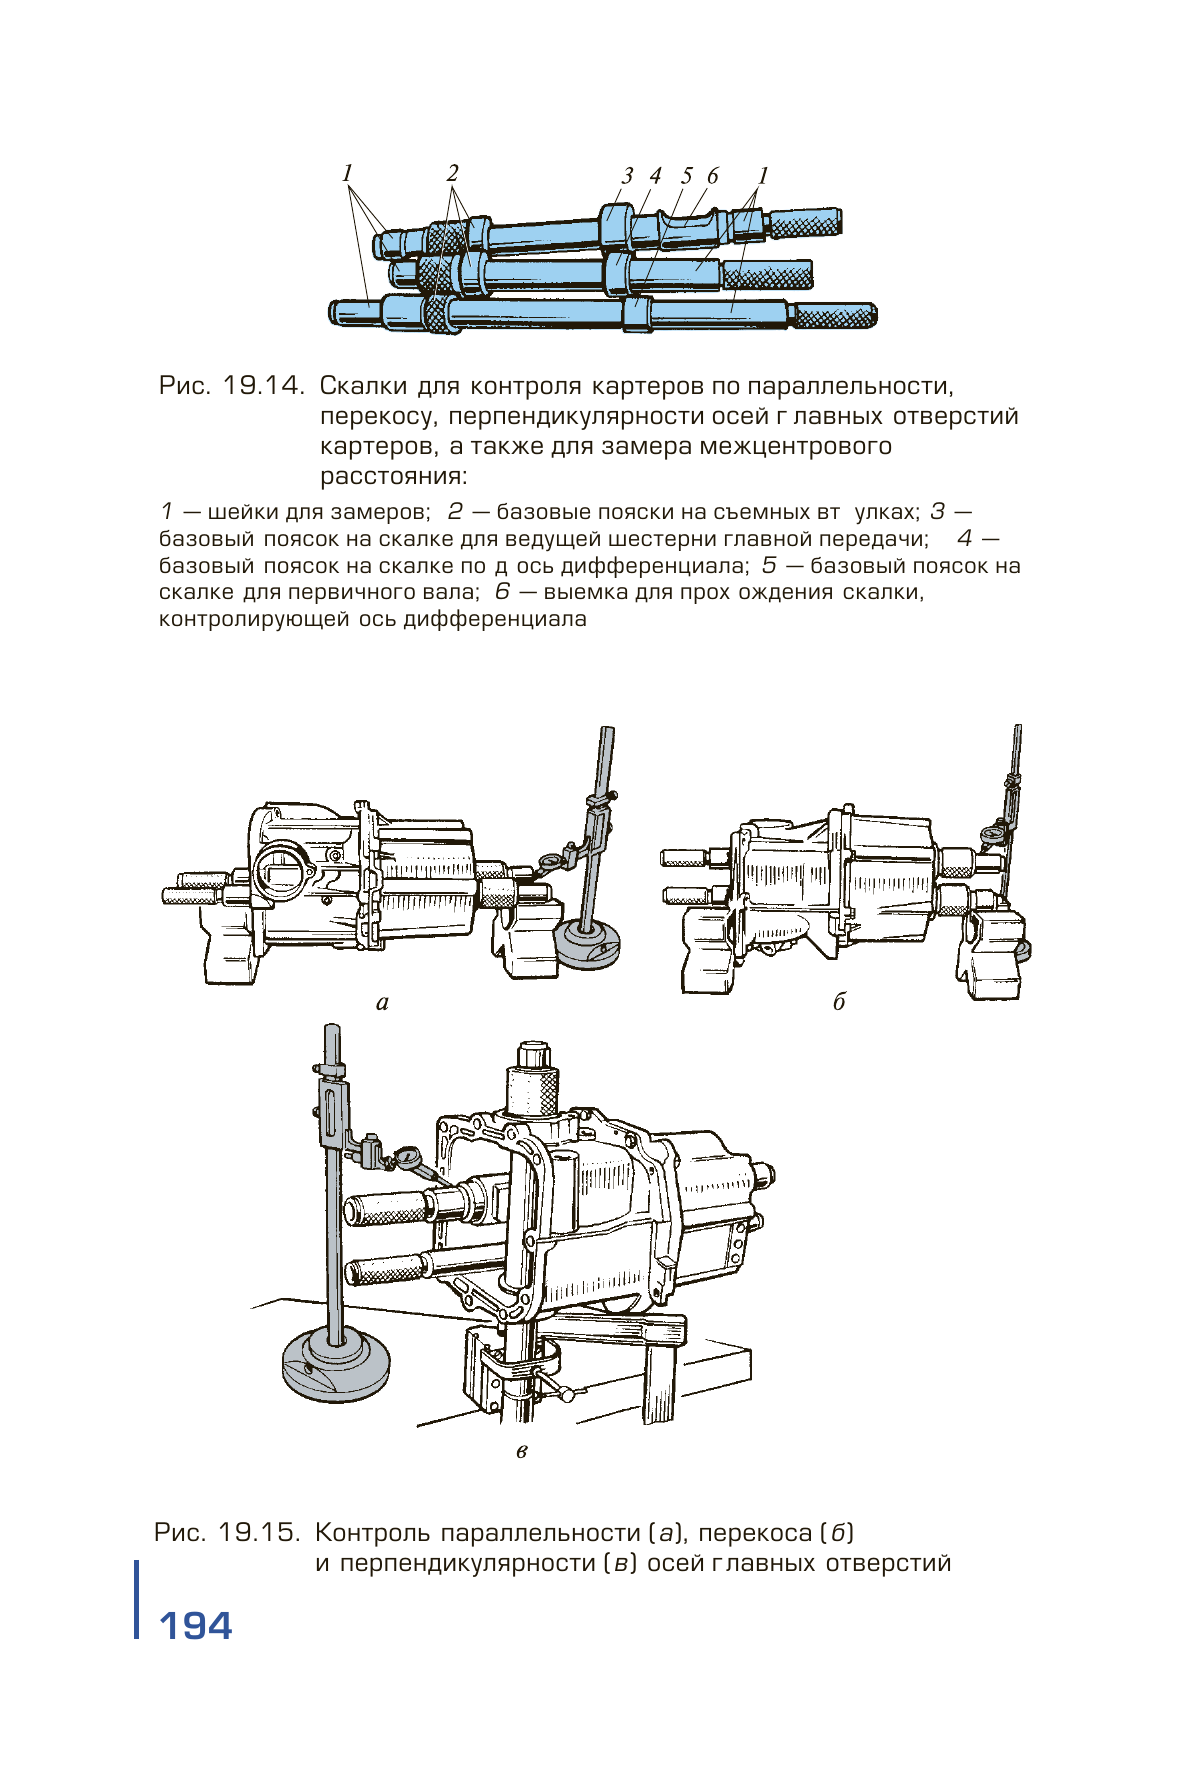 1 2 3 4 5 6 1
Рис. 19.14. Скалки для контроля картеров по параллельности,
перекосу, перпендикулярности осей г лавных отверстий
картеров, а также для замера межцентрового
расстояния:
1 — шейки для замеров; 2 — базовые пояски на съемных вт улках; 3 —
базовый поясок на скалке для ведущей шестерни главной передачи; 4 —
базовый поясок на скалке по д ось дифференциала; 5 — базовый поясок на
скалке для первичного вала; 6 — выемка для прох ождения скалки,
контролирующей ось дифференциала
а б
в
Рис. 19.15. Контроль параллельности (а), перекоса (б)
и перпендикулярности (в) осей главных отверстий
194